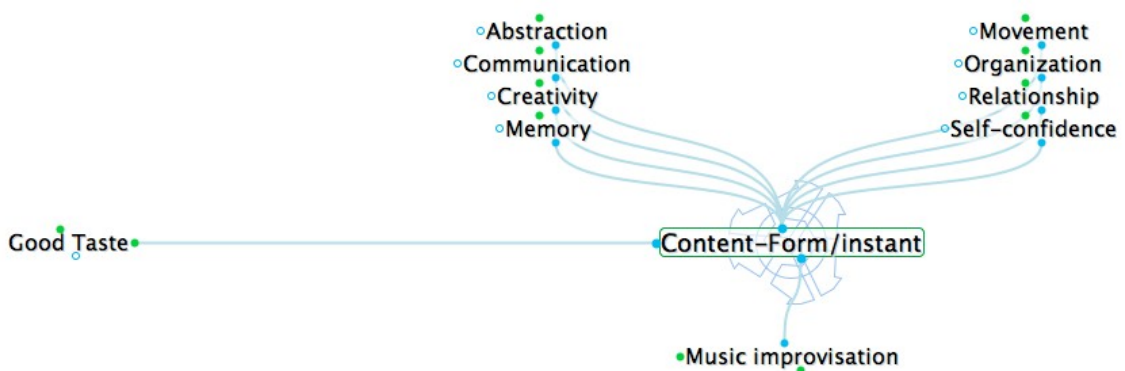 Abstraction
Communication
Creativity
Memory
Movement
Organization
Relationship
Self-confidence
Good Taste
Content-Form/instant
Music improvisation